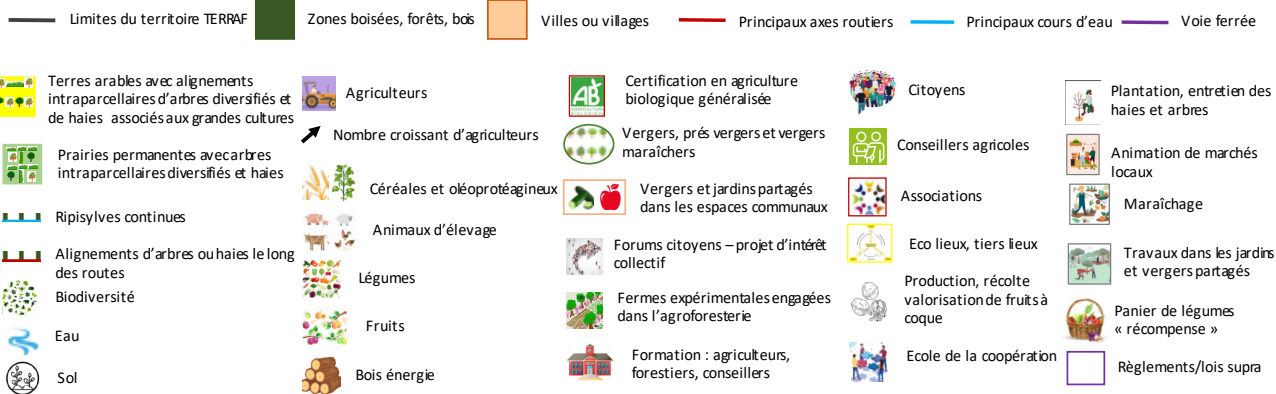 Limites du territoire TERRAF
Zones boisées, forêts, bois
Villes ou villages
Principaux axes routiers
Principaux cours d'eau
Voie ferrée
Terres arables avec alignements
intraparcellaires d'arbres diversifiés et
de haies associés aux grandes cultures
Prairies permanentes avec arbres
intraparcellaires diversifiés et haies
Ripisylves continues
Alignements d'arbres ou haies le long
des routes
Biodiversité
Eau
Sol
Agriculteurs
Nombre croissant d'agriculteurs
Céréales et oléoprotéagineux
Animaux d'élevage
Légumes
Fruits
Bois énergie
AB
Certification en agriculture
biologique généralisée
Vergers, prés vergers et vergers
maraîchers
Vergers et jardins partagés
dans les espaces communaux
Forums citoyens – projet d'intérêt
collectif
Fermes expérimentales engagées
dans l'agroforesterie
Formation : agriculteurs,
forestiers, conseillers
Citoyens
Conseillers agricoles
Associations
Eco lieux, tiers lieux
Production, récolte
valorisation de fruits à
coque
Ecole de la coopération
Plantation, entretien des
haies et arbres
Animation de marchés
locaux
Maraîchage
Travaux dans les jardins
et vergers partagés
Panier de légumes
« récompense »
Règlements/lois supra